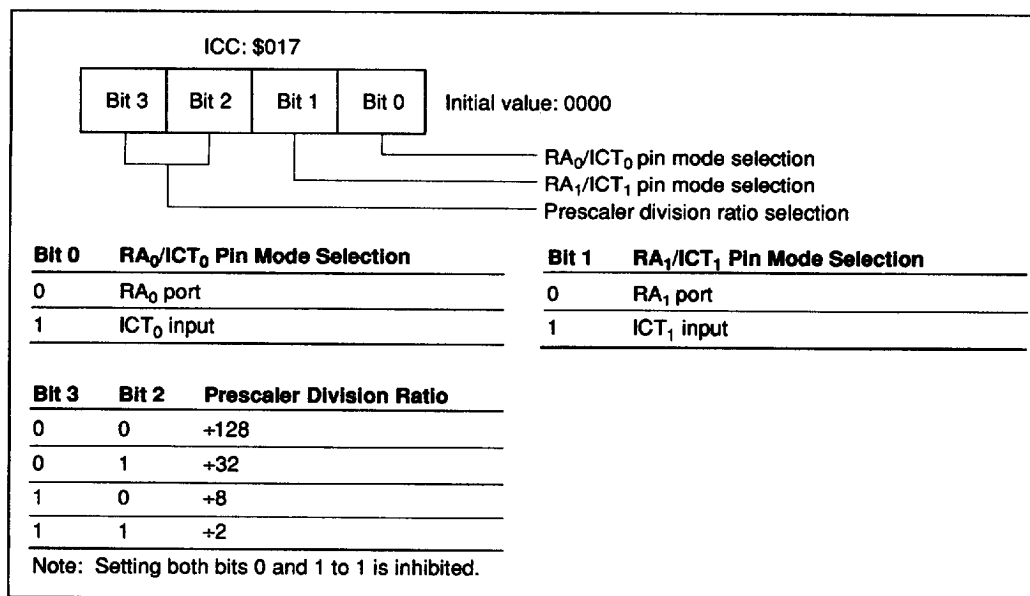 ICC: $017
Bit 3 Bit 2 Bit 1 Bit 0 Initial value: 0000
RA₀/ICT₀ pin mode selection
RA₁/ICT₁ pin mode selection
Prescaler division ratio selection
Bit 0 RA₀/ICT₀ Pin Mode Selection
0 RA₀ port
1 ICT₀ input
Bit 1 RA₁/ICT₁ Pin Mode Selection
0 RA₁ port
1 ICT₁ input
Bit 3 Bit 2 Prescaler Division Ratio
0 0 ÷128
0 1 ÷32
1 0 ÷8
1 1 ÷2
Note: Setting both bits 0 and 1 to 1 is inhibited.